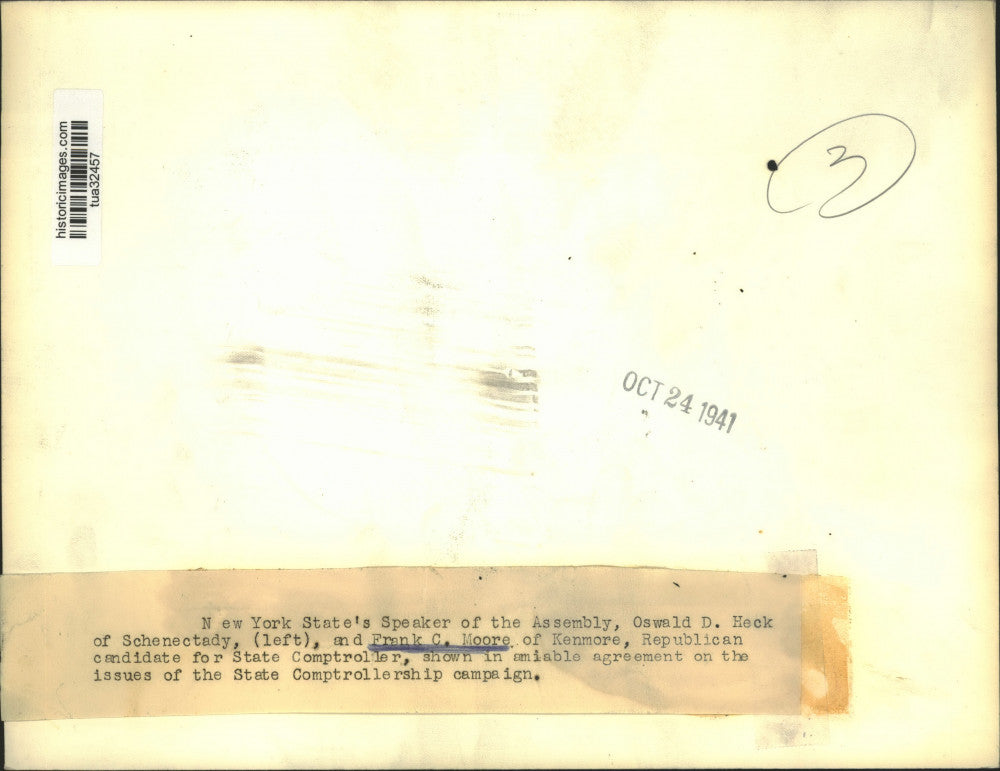 historicimages.com
tua32457
3
OCT 24 1941
N ew York State's Speaker of the Assembly, Oswald D. Heck
of Schenectady, (left), and Frank C. Moore of Kenmore, Republican
candidate for State Comptroller, shown in amiable agreement on the
issues of the State Comptrollership campaign.